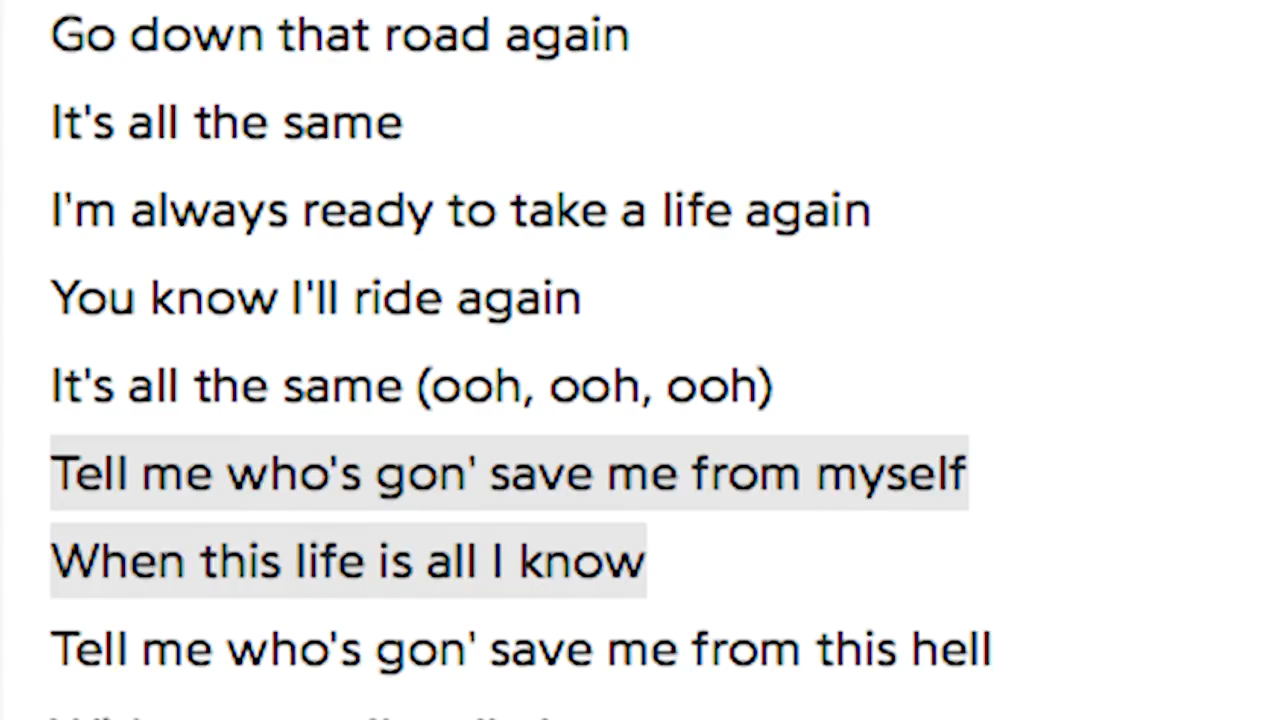 Go down that road again
It's all the same
I'm always ready to take a life again
You know I'll ride again
It's all the same (ooh, ooh, ooh)
Tell me who's gon' save me from myself
When this life is all I know
Tell me who's gon' save me from this hell